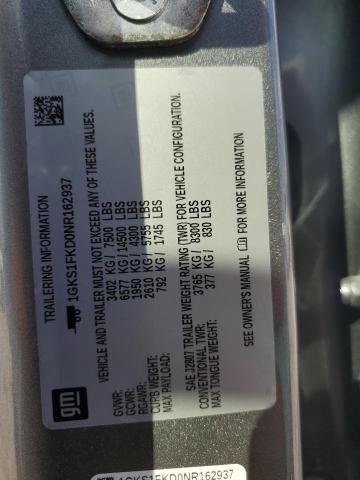 gm
TRAILERING INFORMATION
1GKS1FKD0NR162937
VEHICLE AND TRAILER MUST NOT EXCEED ANY OF THESE VALUES.
GVWR: 3402 KG / 7500 LBS
GCWR: 6577 KG / 14500 LBS
RGAWR: 1950 KG / 4300 LBS
CURB WEIGHT: 2610 KG / 5755 LBS
MAX PAYLOAD: 792 KG / 1745 LBS
SAE J2807 TRAILER WEIGHT RATING (TWR) FOR VEHICLE CONFIGURATION.
CONVENTIONAL TWR: 3765 KG / 8300 LBS
MAX TONGUE WEIGHT: 377 KG / 830 LBS
SEE OWNER'S MANUAL FOR MORE INFORMATION
1GKS1FKD0NR162937